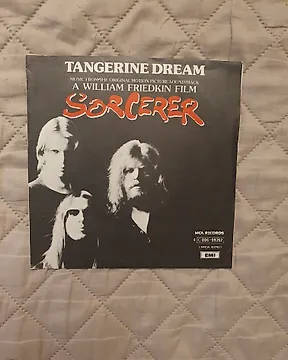 TANGERINE DREAM
MUSIC FROM THE ORIGINAL MOTION PICTURE SOUNDTRACK
A WILLIAM FRIEDKIN FILM
SORCERER
MCA RECORDS
EMI